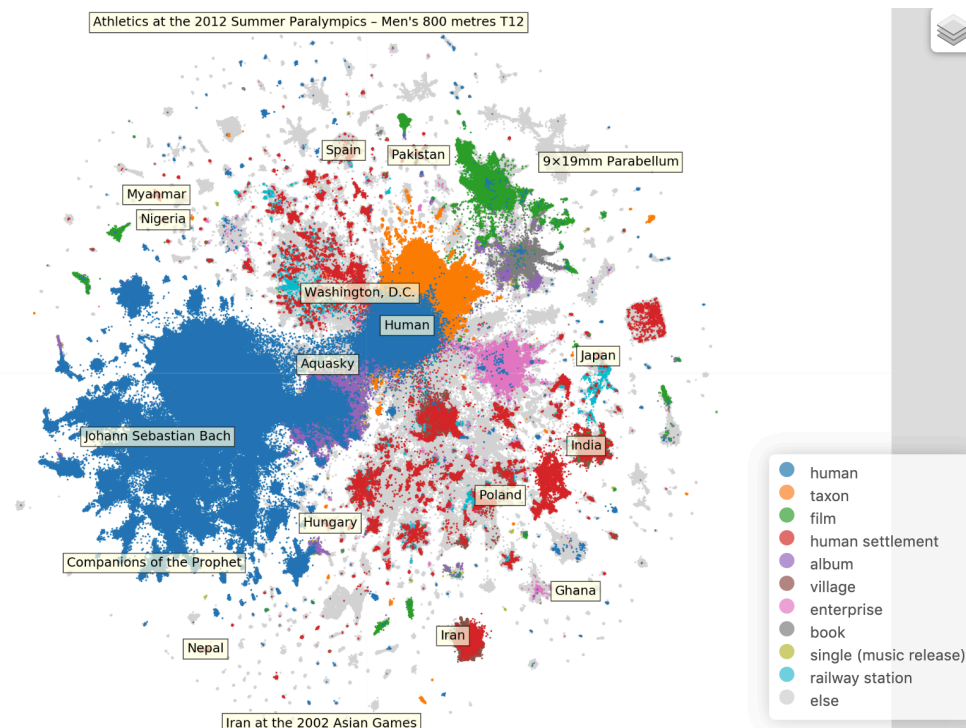 Athletics at the 2012 Summer Paralympics – Men's 800 metres T12
Spain
Pakistan
9×19mm Parabellum
Myanmar
Nigeria
Washington, D.C.
Human
Japan
Aquasky
Johann Sebastian Bach
India
Poland
Hungary
Companions of the Prophet
Ghana
Iran
Nepal
Iran at the 2002 Asian Games
human
taxon
film
human settlement
album
village
enterprise
book
single (music release)
railway station
else